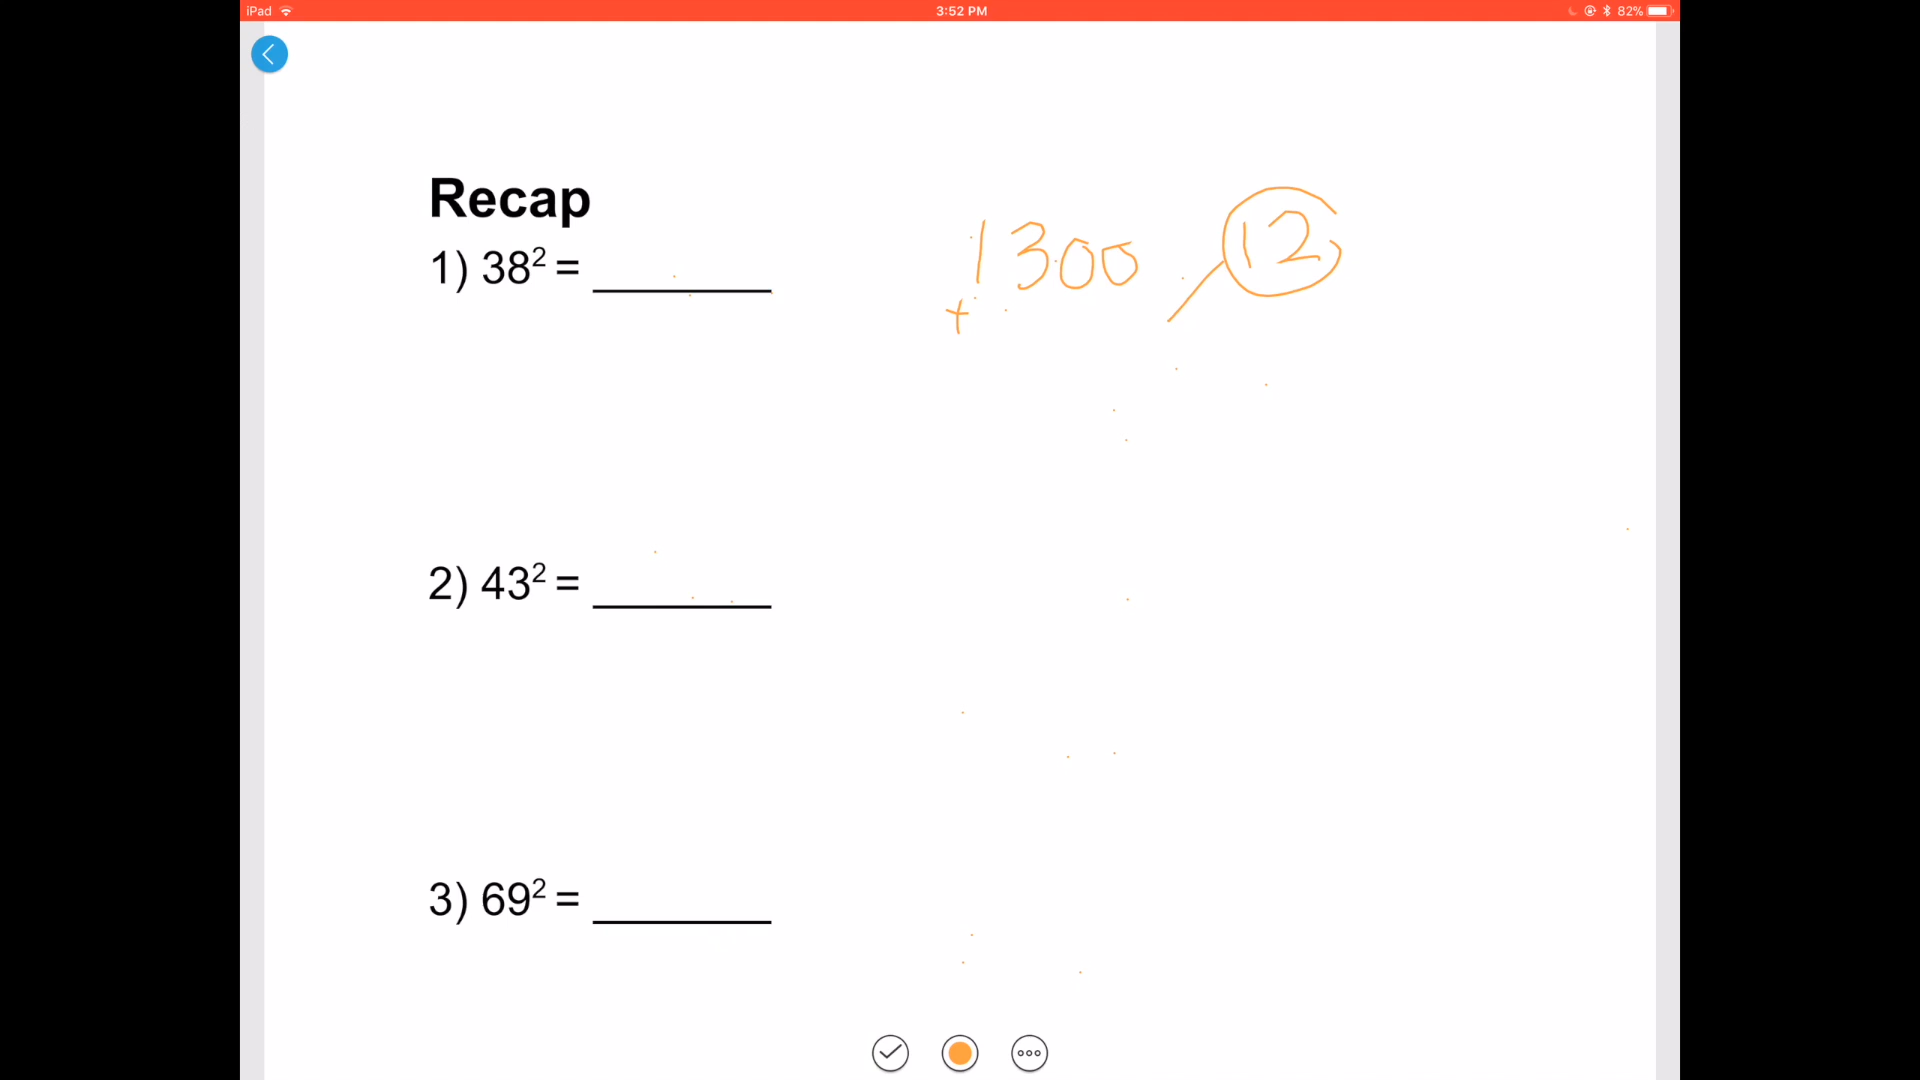 iPad 3:52 PM 82%
Recap
1) 38² = ________ 1300 12
+
2) 43² = ________
3) 69² = ________